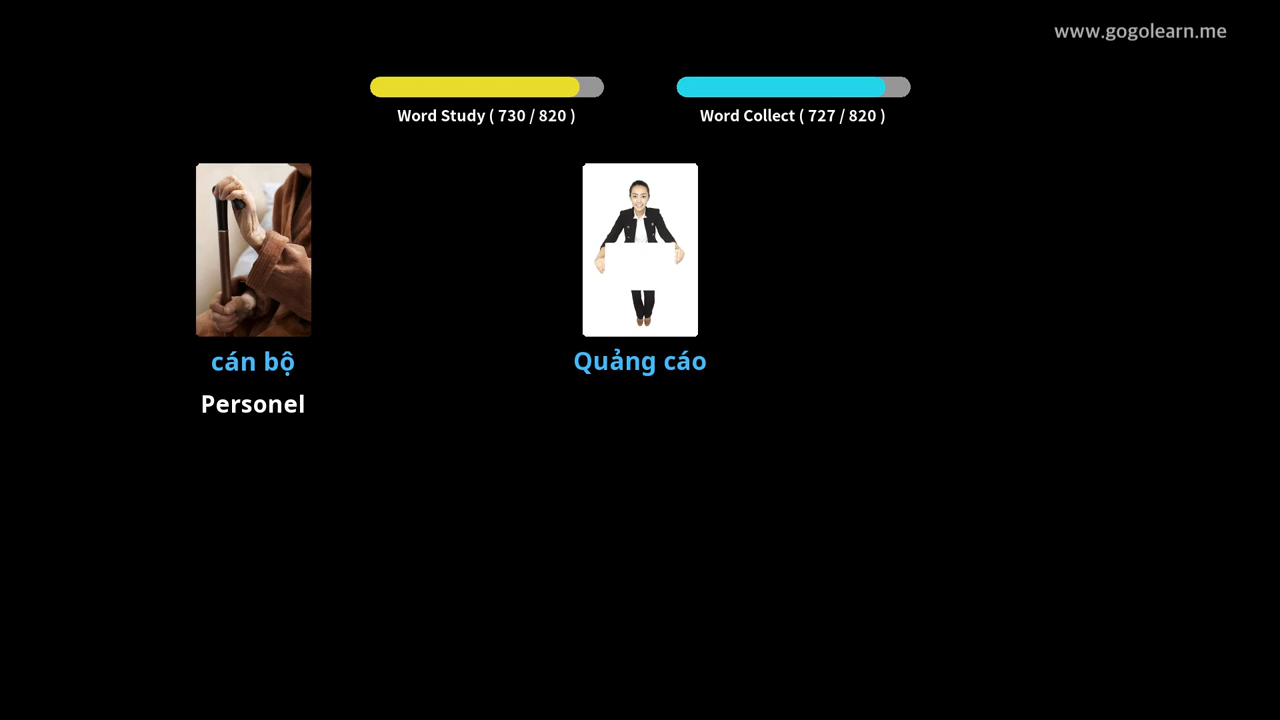 www.gogolearn.me
Word Study ( 730 / 820 )
Word Collect ( 727 / 820 )
cán bộ
Quảng cáo
Personel